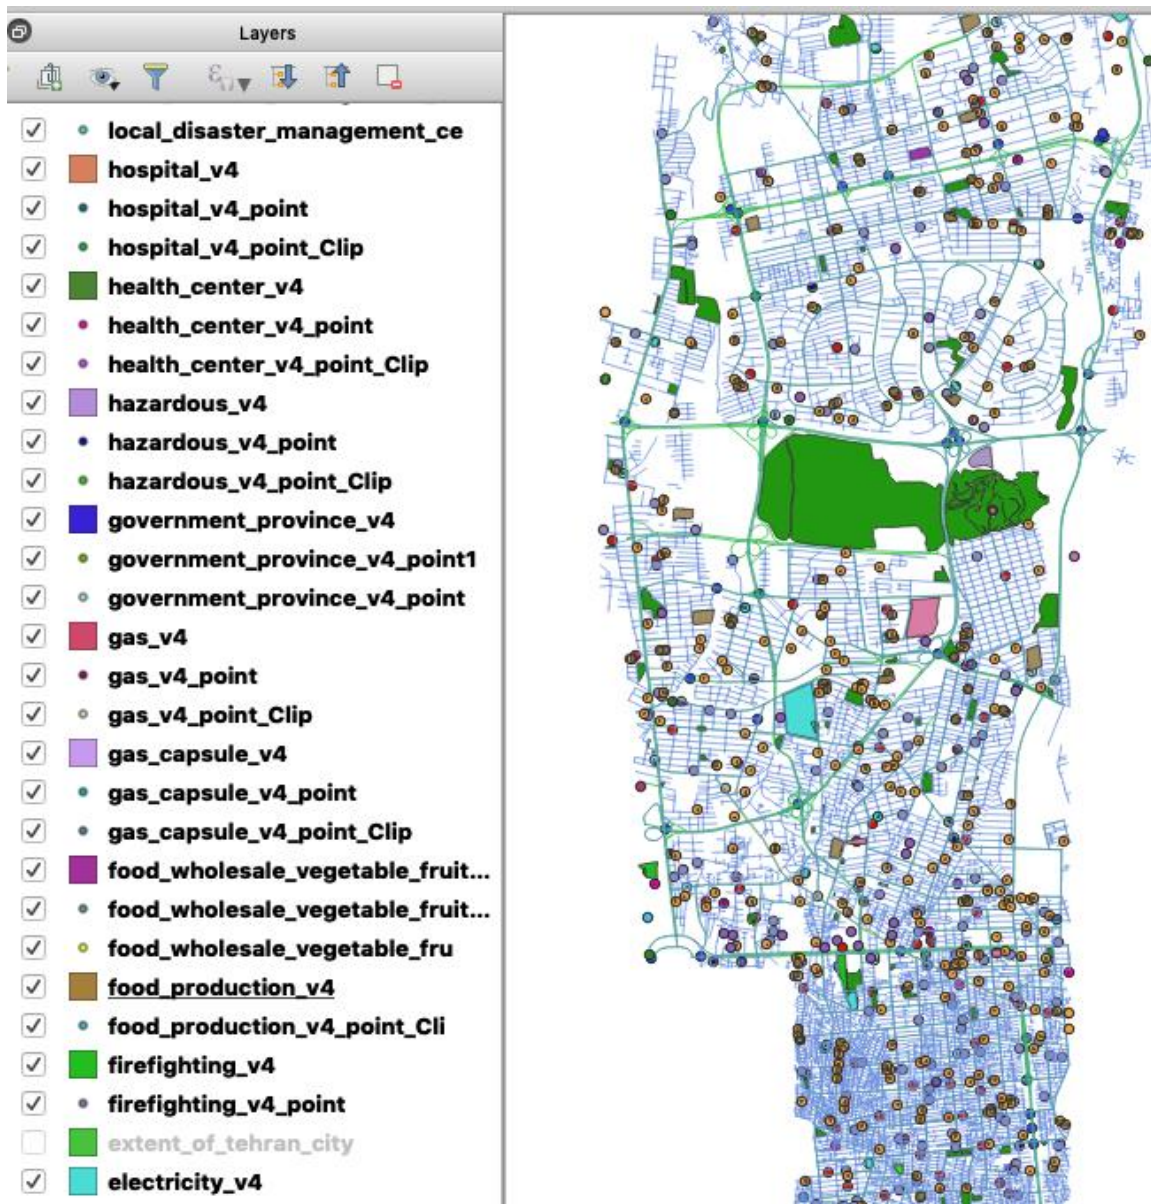 Layers
local_disaster_management_ce
hospital_v4
hospital_v4_point
hospital_v4_point_Clip
health_center_v4
health_center_v4_point
health_center_v4_point_Clip
hazardous_v4
hazardous_v4_point
hazardous_v4_point_Clip
government_province_v4
government_province_v4_point1
government_province_v4_point
gas_v4
gas_v4_point
gas_v4_point_Clip
gas_capsule_v4
gas_capsule_v4_point
gas_capsule_v4_point_Clip
food_wholesale_vegetable_fruit...
food_wholesale_vegetable_fruit...
food_wholesale_vegetable_fru
food_production_v4
food_production_v4_point_Cli
firefighting_v4
firefighting_v4_point
extent_of_tehran_city
electricity_v4